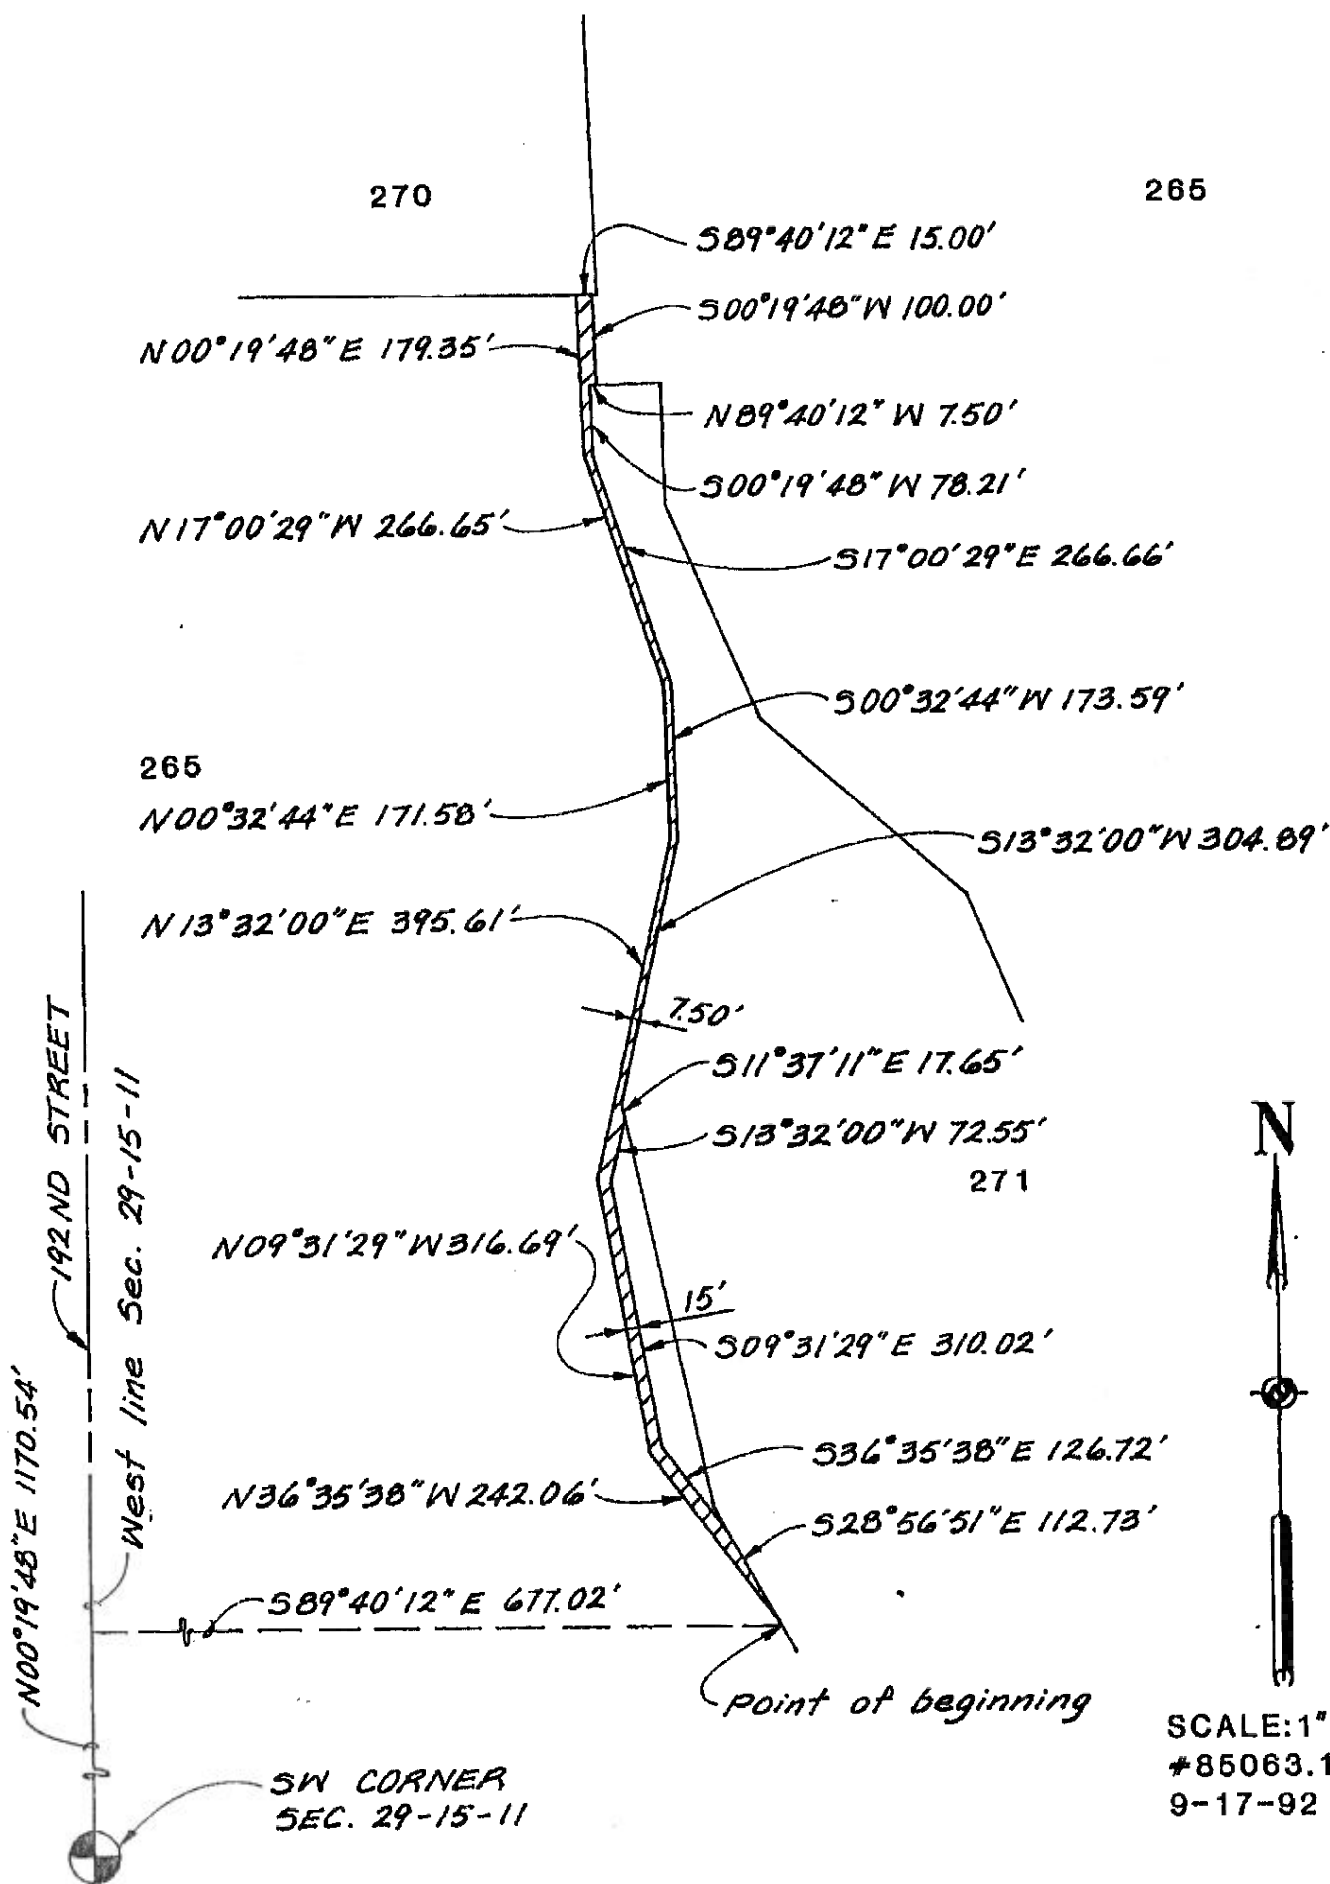 270
265
S89°40'12" E 15.00'
S00°19'48" W 100.00'
N00°19'48" E 179.35'
N89°40'12" W 7.50'
S00°19'48" W 78.21'
N17°00'29" W 266.65'
S17°00'29" E 266.66'
S00°32'44" W 173.59'
265
N00°32'44" E 171.58'
S13°32'00" W 304.89'
N13°32'00" E 395.61'
7.50'
S11°37'11" E 17.65'
S13°32'00" W 72.55'
271
192ND STREET
West line Sec. 29-15-11
N
N09°31'29" W 316.69'
15'
S09°31'29" E 310.02'
S36°35'38" E 126.72'
N36°35'38" W 242.06'
S28°56'51" E 112.73'
N00°19'48" E 1170.54'
S89°40'12" E 677.02'
Point of beginning
SW CORNER
SEC. 29-15-11
SCALE: 1"
#85063.1
9-17-92